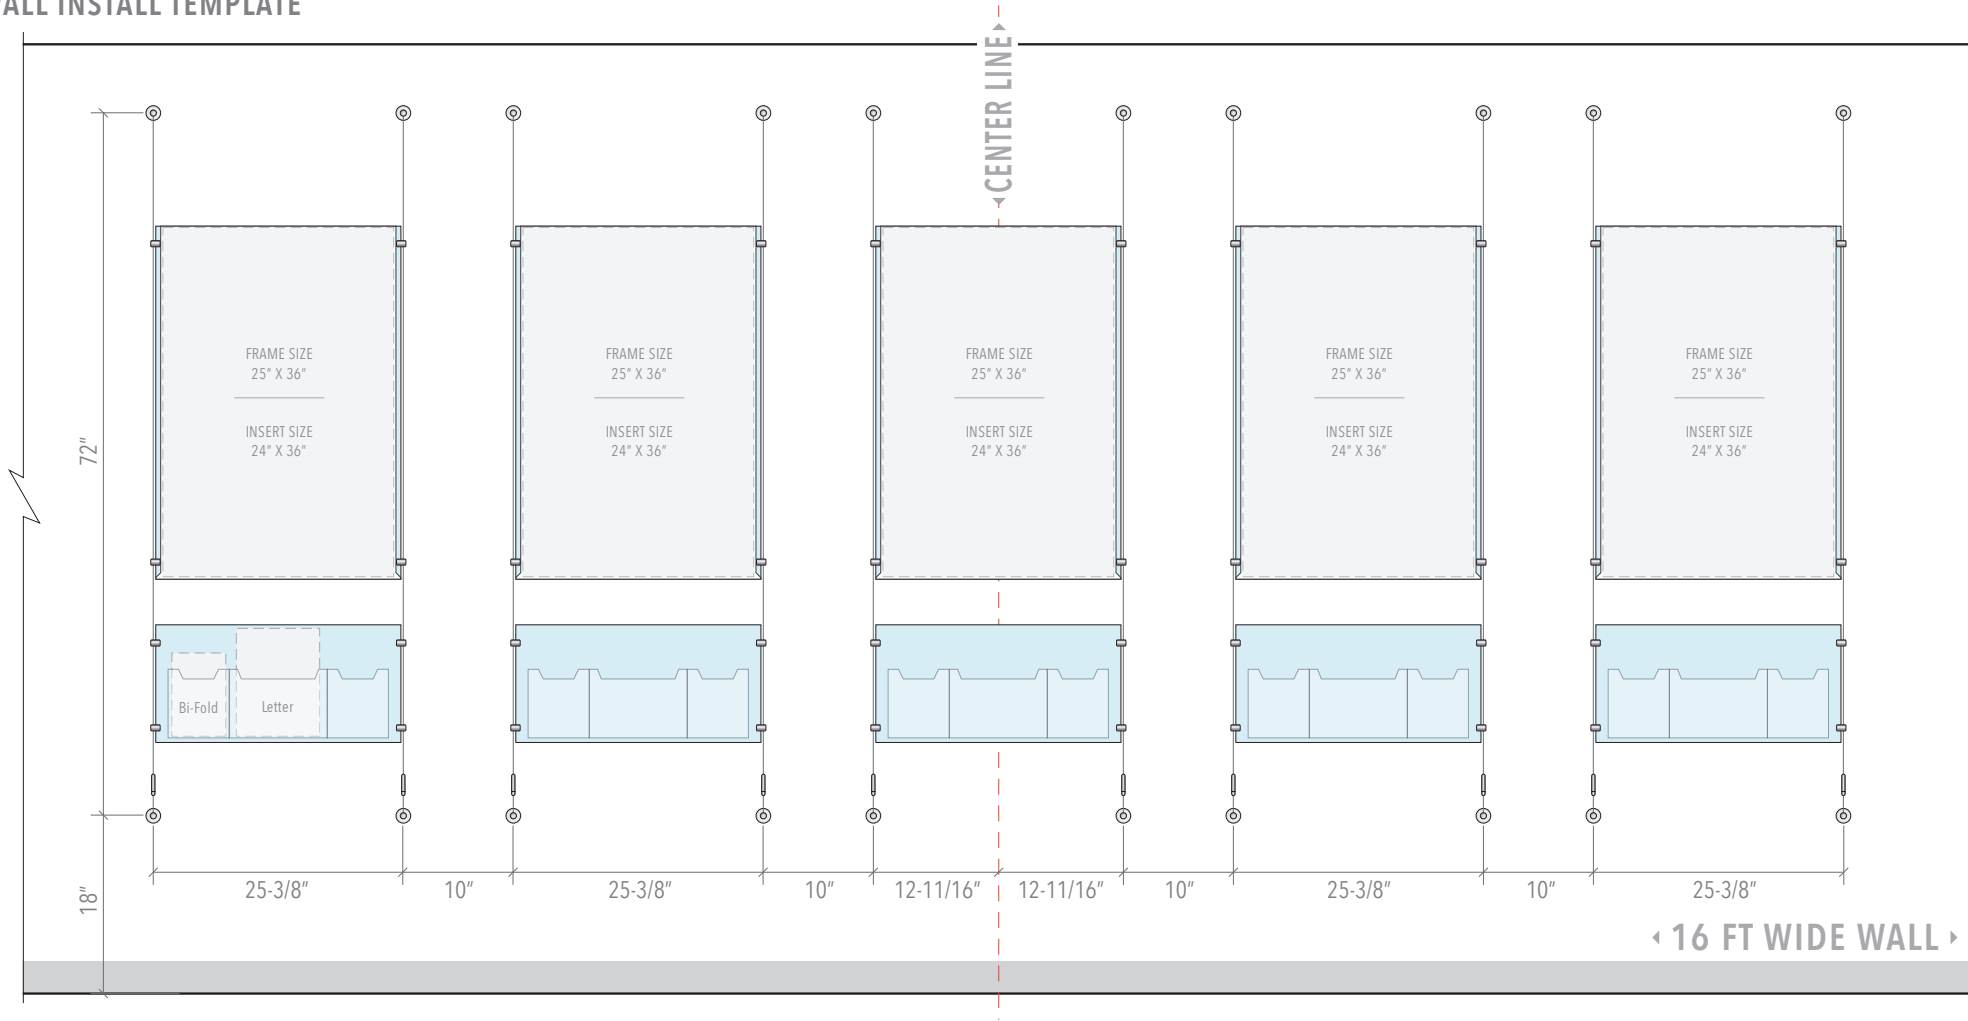 WALL INSTALL TEMPLATE
CENTER LINE
FRAME SIZE
25" X 36"
INSERT SIZE
24" X 36"
FRAME SIZE
25" X 36"
INSERT SIZE
24" X 36"
FRAME SIZE
25" X 36"
INSERT SIZE
24" X 36"
FRAME SIZE
25" X 36"
INSERT SIZE
24" X 36"
FRAME SIZE
25" X 36"
INSERT SIZE
24" X 36"
72"
Bi-Fold
Letter
25-3/8"
10"
25-3/8"
10"
12-11/16"
12-11/16"
10"
25-3/8"
10"
25-3/8"
18"
16 FT WIDE WALL